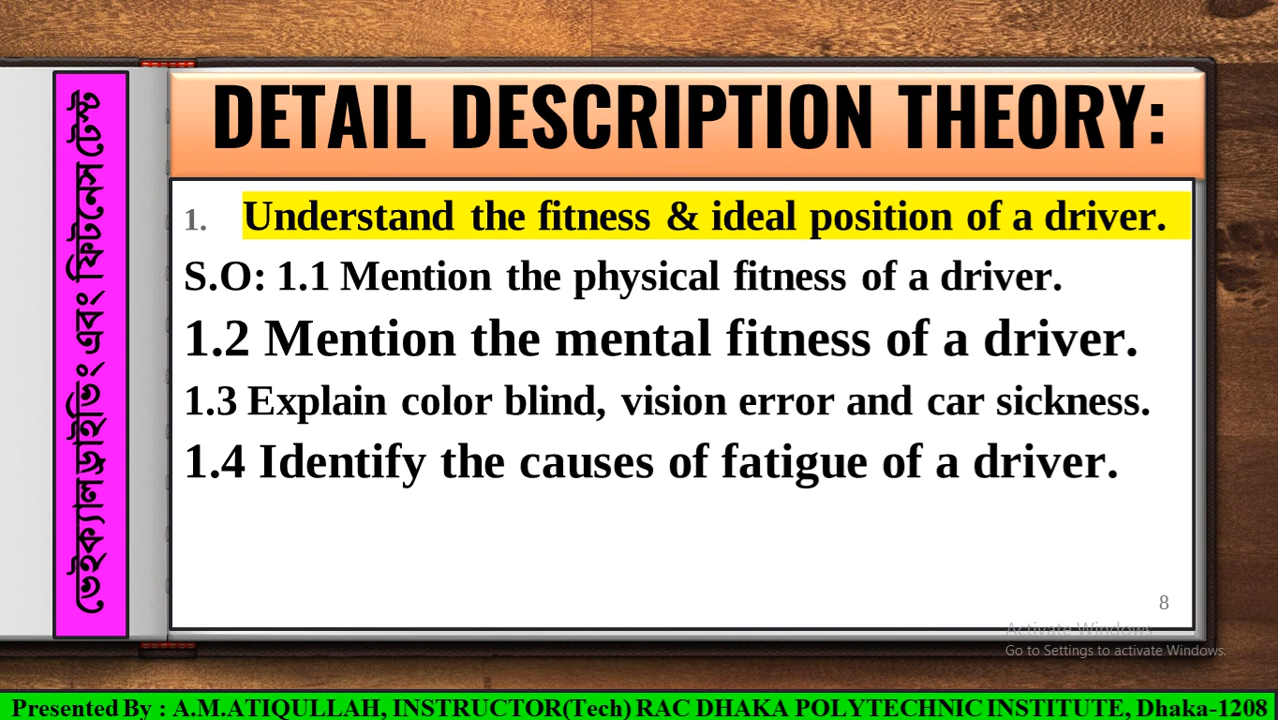 DETAIL DESCRIPTION THEORY:
ভেইক্যাল ড্রাইভিং এবং ফিটনেস টেস্ট
1. Understand the fitness & ideal position of a driver.
S.O: 1.1 Mention the physical fitness of a driver.
1.2 Mention the mental fitness of a driver.
1.3 Explain color blind, vision error and car sickness.
1.4 Identify the causes of fatigue of a driver.
8
Activate Windows
Go to Settings to activate Windows.
Presented By : A.M.ATIQULLAH, INSTRUCTOR(Tech) RAC DHAKA POLYTECHNIC INSTITUTE, Dhaka-1208